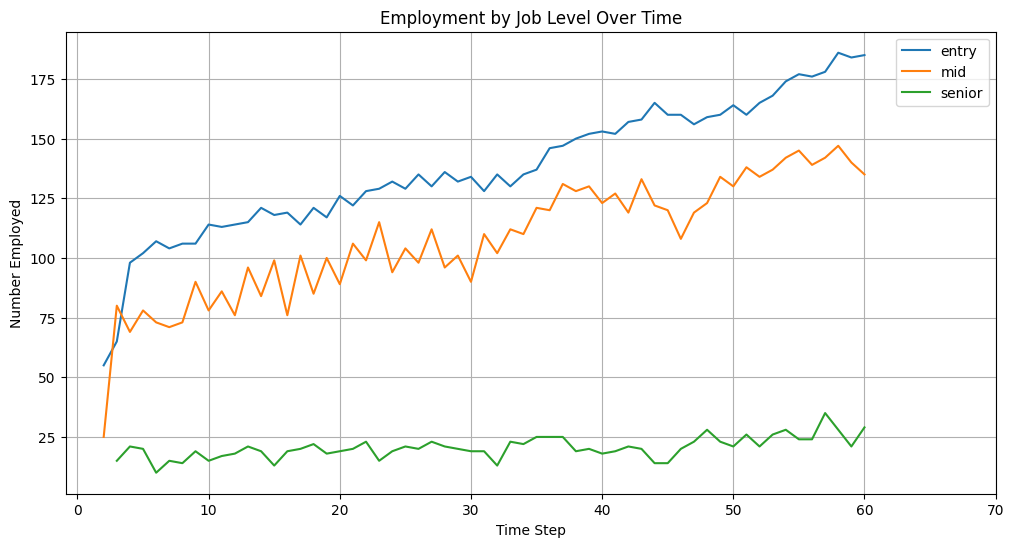 Employment by Job Level Over Time
entry
mid
senior
Number Employed
175
150
125
100
75
50
25
0 10 20 30 40 50 60 70
Time Step